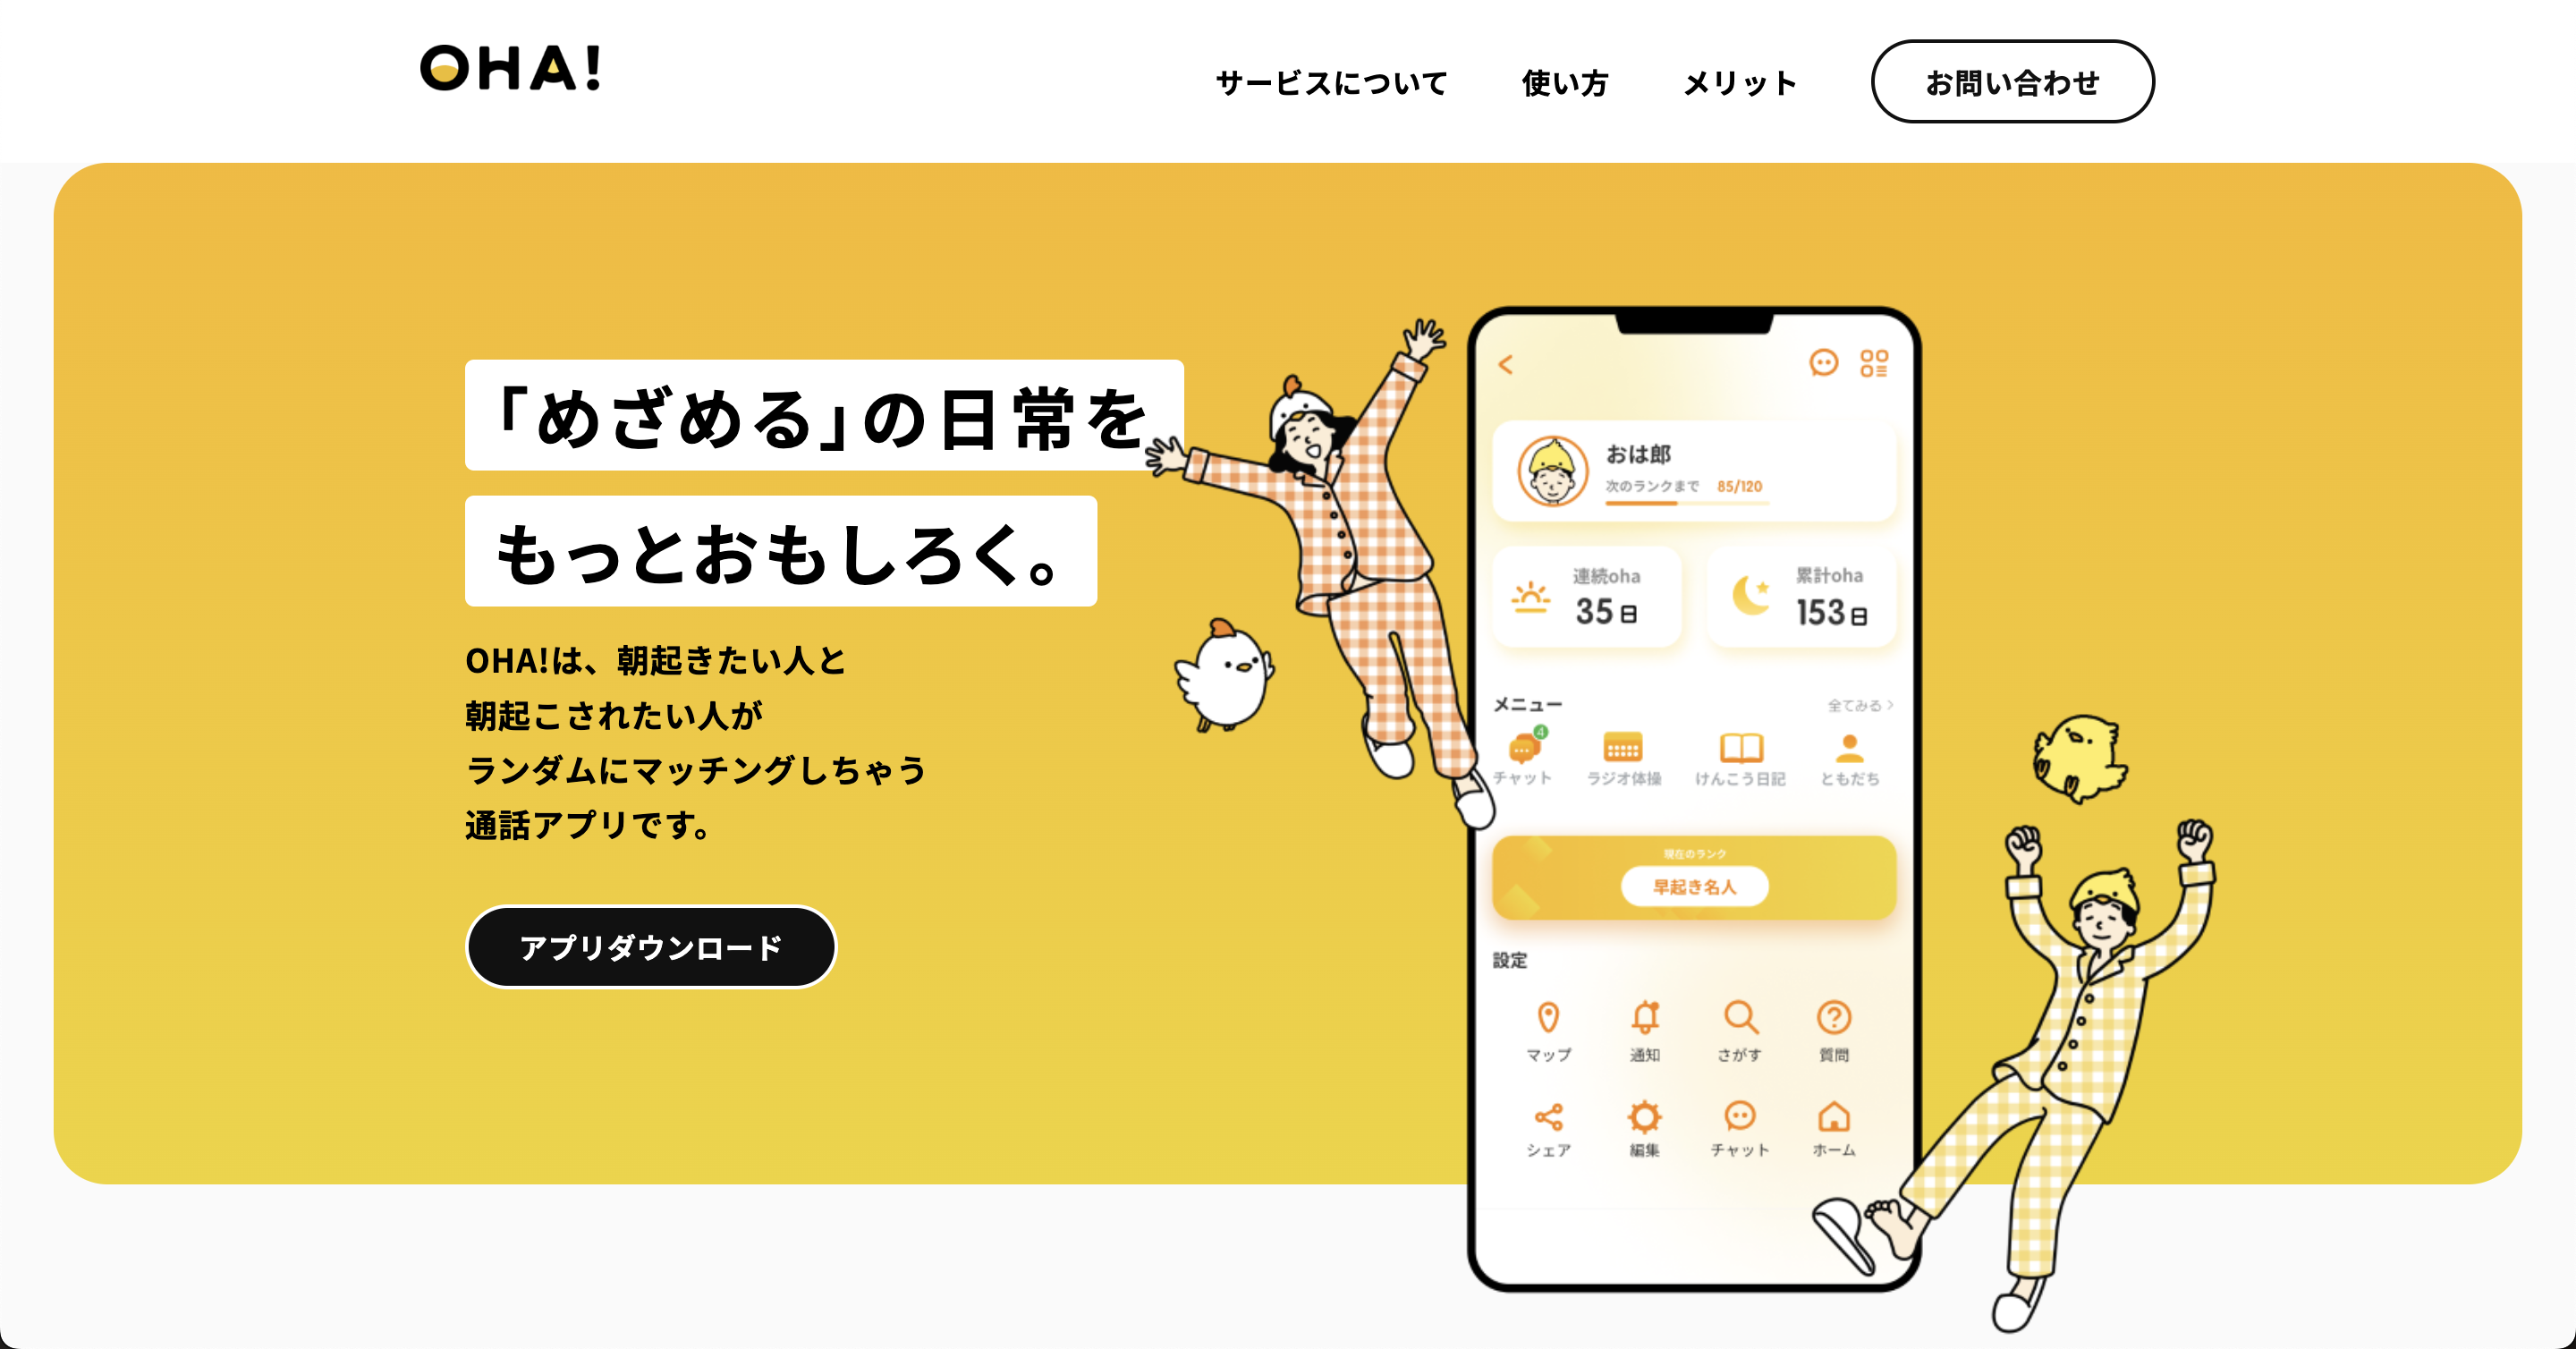 OHA!
サービスについて 使い方 メリット お問い合わせ
「めざめる」の日常を
もっとおもしろく。
OHA!は、朝起きたい人と
朝起こされたい人が
ランダムにマッチングしちゃう
通話アプリです。
アプリダウンロード
おは郎
次のランクまで 85/120
連続oha
35日
累計oha
153日
メニュー 全てみる
4
チャット ラジオ体操 けんこう日記 ともだち
現在のランク
早起き名人
設定
マップ 通知 さがす 質問
シェア 編集 チャット ホーム